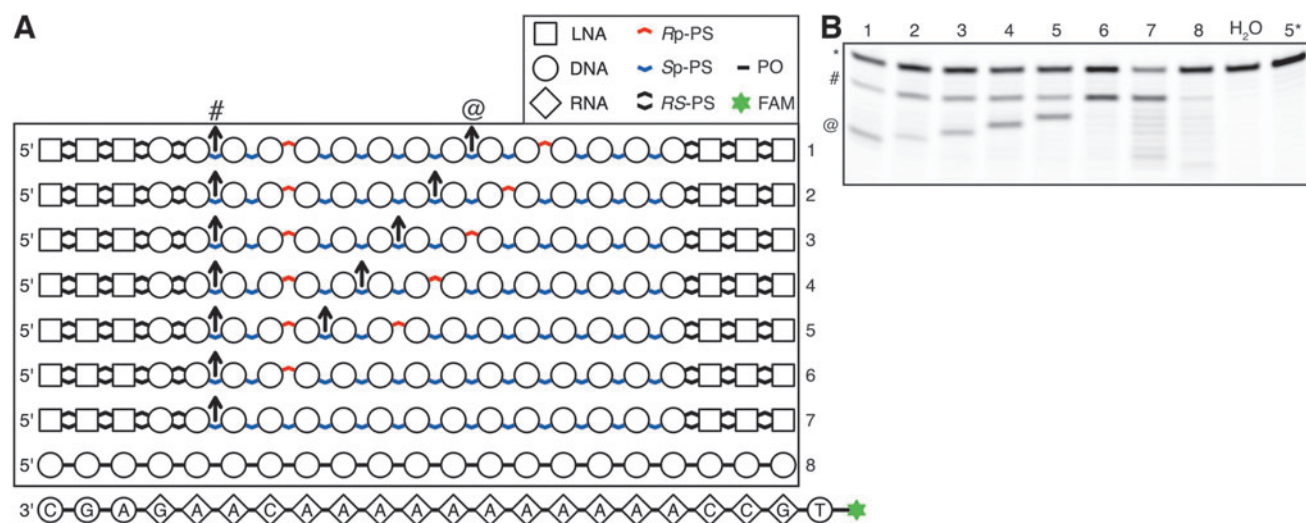 A
LNA Rp-PS
DNA Sp-PS PO
RNA RS-PS FAM
# @
5' 1
5' 2
5' 3
5' 4
5' 5
5' 6
5' 7
5' 8
3' C G A G A A C A A A A A A A A A A A C C G T
B
1 2 3 4 5 6 7 8 H₂O 5*
*
#
@